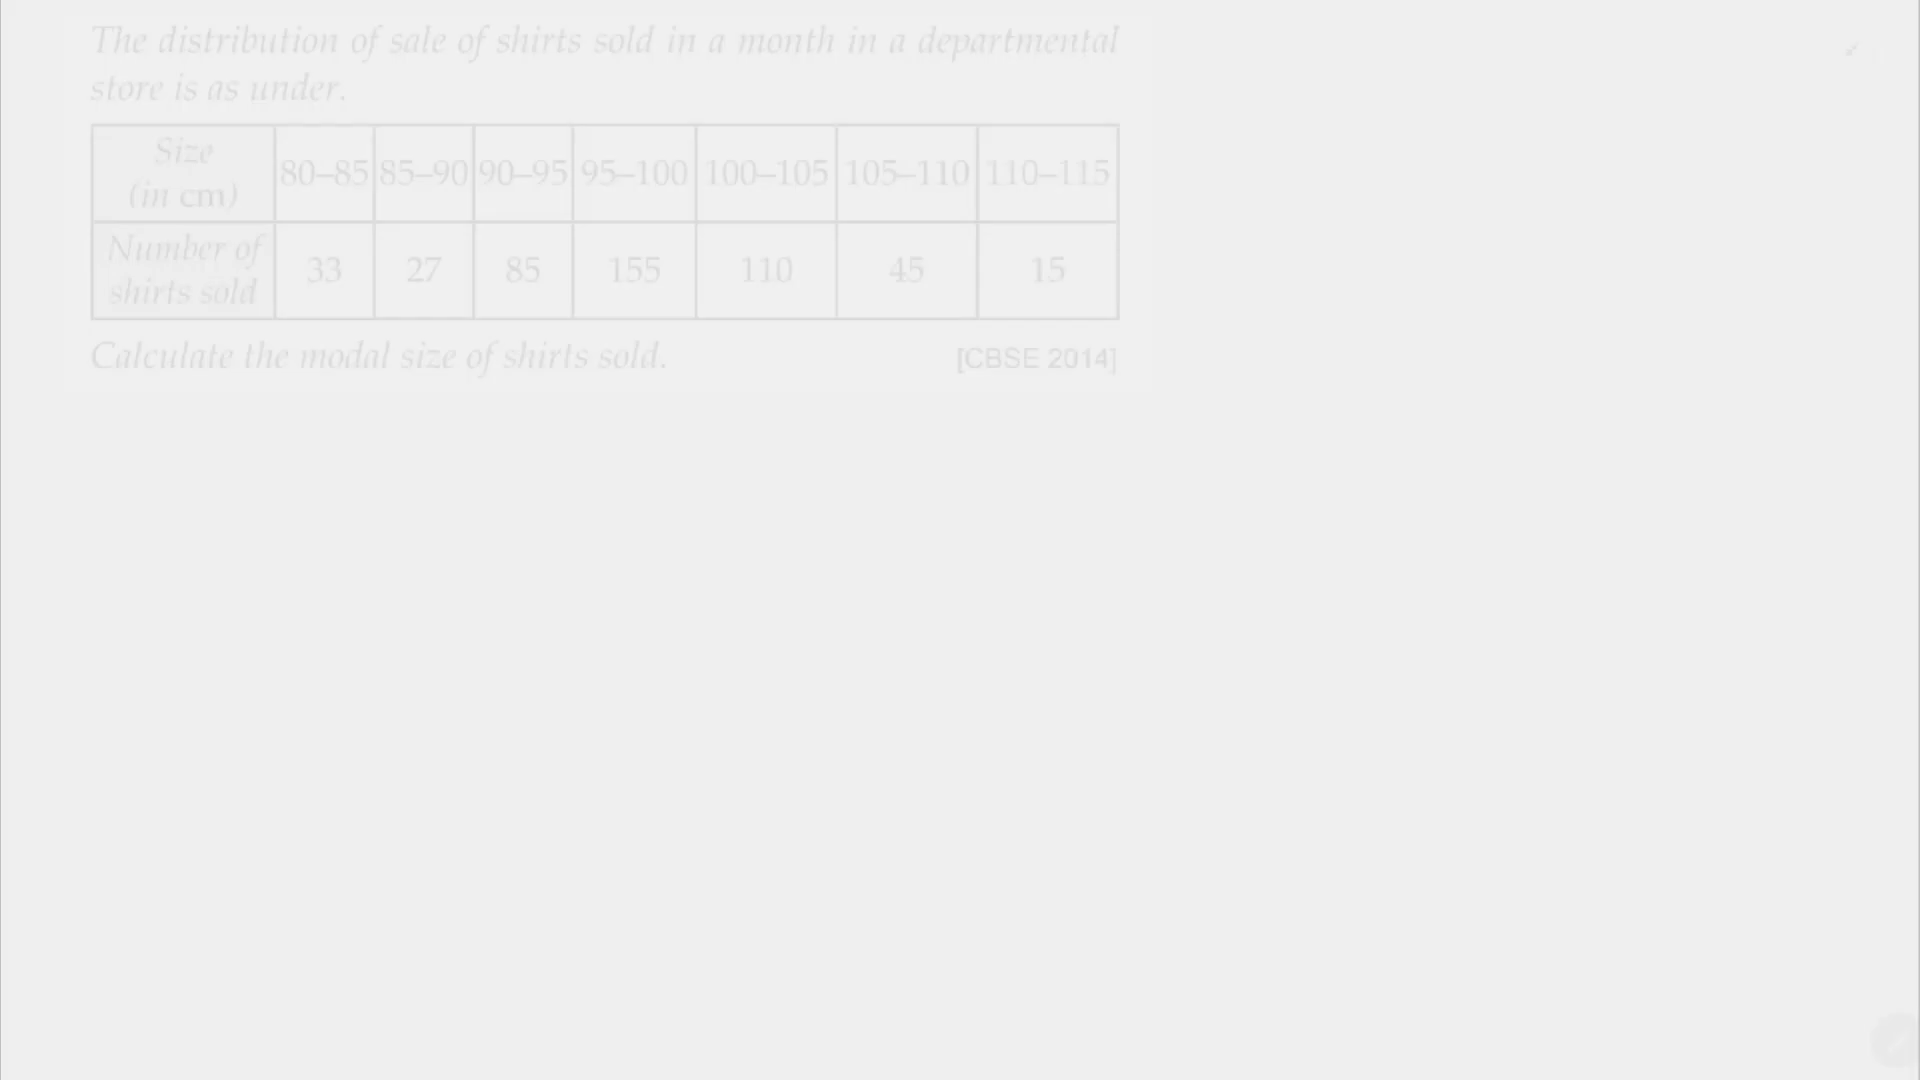 The distribution of sale of shirts sold in a month in a departmental
store is as under.
Size
(in cm) 80–85 85–90 90–95 95–100 100–105 105–110 110–115
Number of
shirts sold 33 27 85 155 110 45 15
Calculate the modal size of shirts sold. [CBSE 2014]